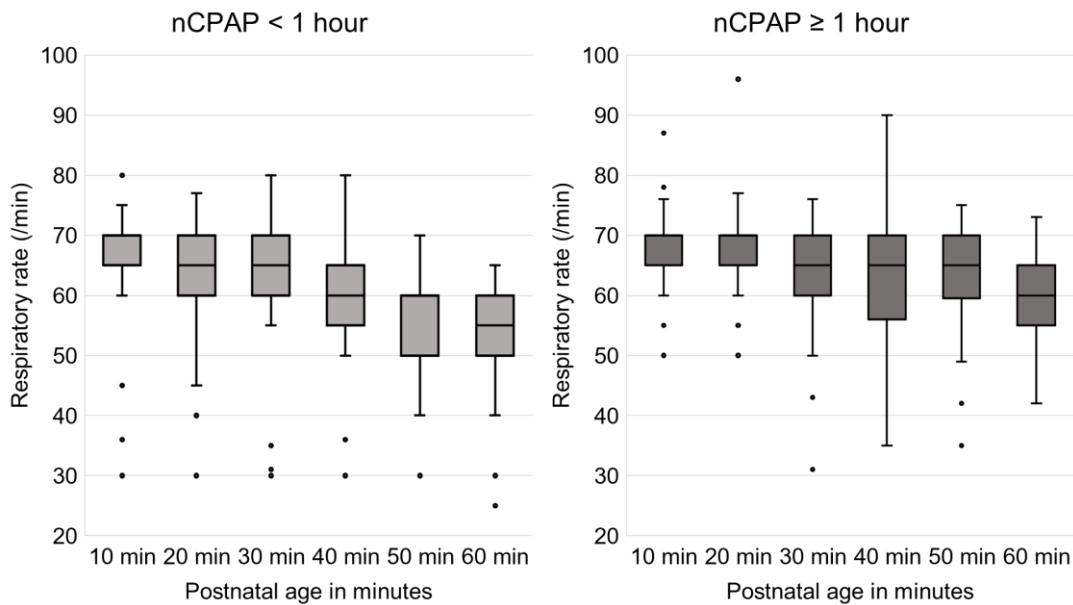 nCPAP < 1 hour
100
90
80
70
60
50
40
30
20
Respiratory rate (/min)
10 min 20 min 30 min 40 min 50 min 60 min
Postnatal age in minutes
nCPAP ≥ 1 hour
100
90
80
70
60
50
40
30
20
Respiratory rate (/min)
10 min 20 min 30 min 40 min 50 min 60 min
Postnatal age in minutes